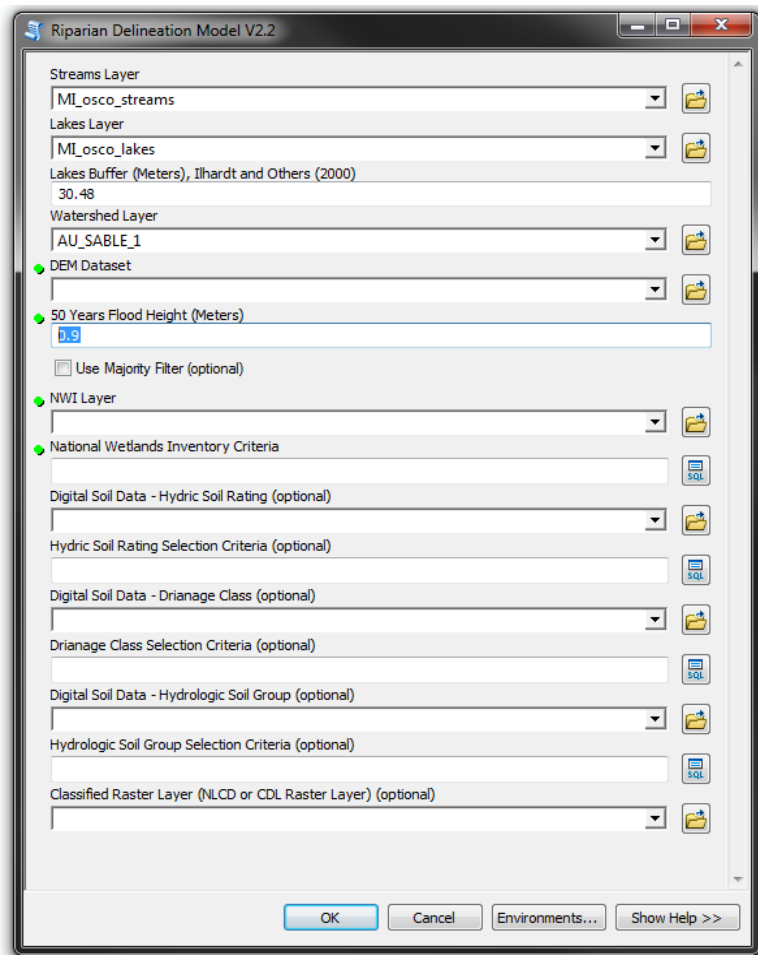 Riparian Delineation Model V2.2
Streams Layer
MI_osco_streams
Lakes Layer
MI_osco_lakes
Lakes Buffer (Meters), Ilhardt and Others (2000)
30.48
Watershed Layer
AU_SABLE_1
DEM Dataset
50 Years Flood Height (Meters)
0.9
Use Majority Filter (optional)
NWI Layer
National Wetlands Inventory Criteria
SQL
Digital Soil Data - Hydric Soil Rating (optional)
Hydric Soil Rating Selection Criteria (optional)
SQL
Digital Soil Data - Drianage Class (optional)
Drianage Class Selection Criteria (optional)
SQL
Digital Soil Data - Hydrologic Soil Group (optional)
Hydrologic Soil Group Selection Criteria (optional)
SQL
Classified Raster Layer (NLCD or CDL Raster Layer) (optional)
OK Cancel Environments... Show Help >>